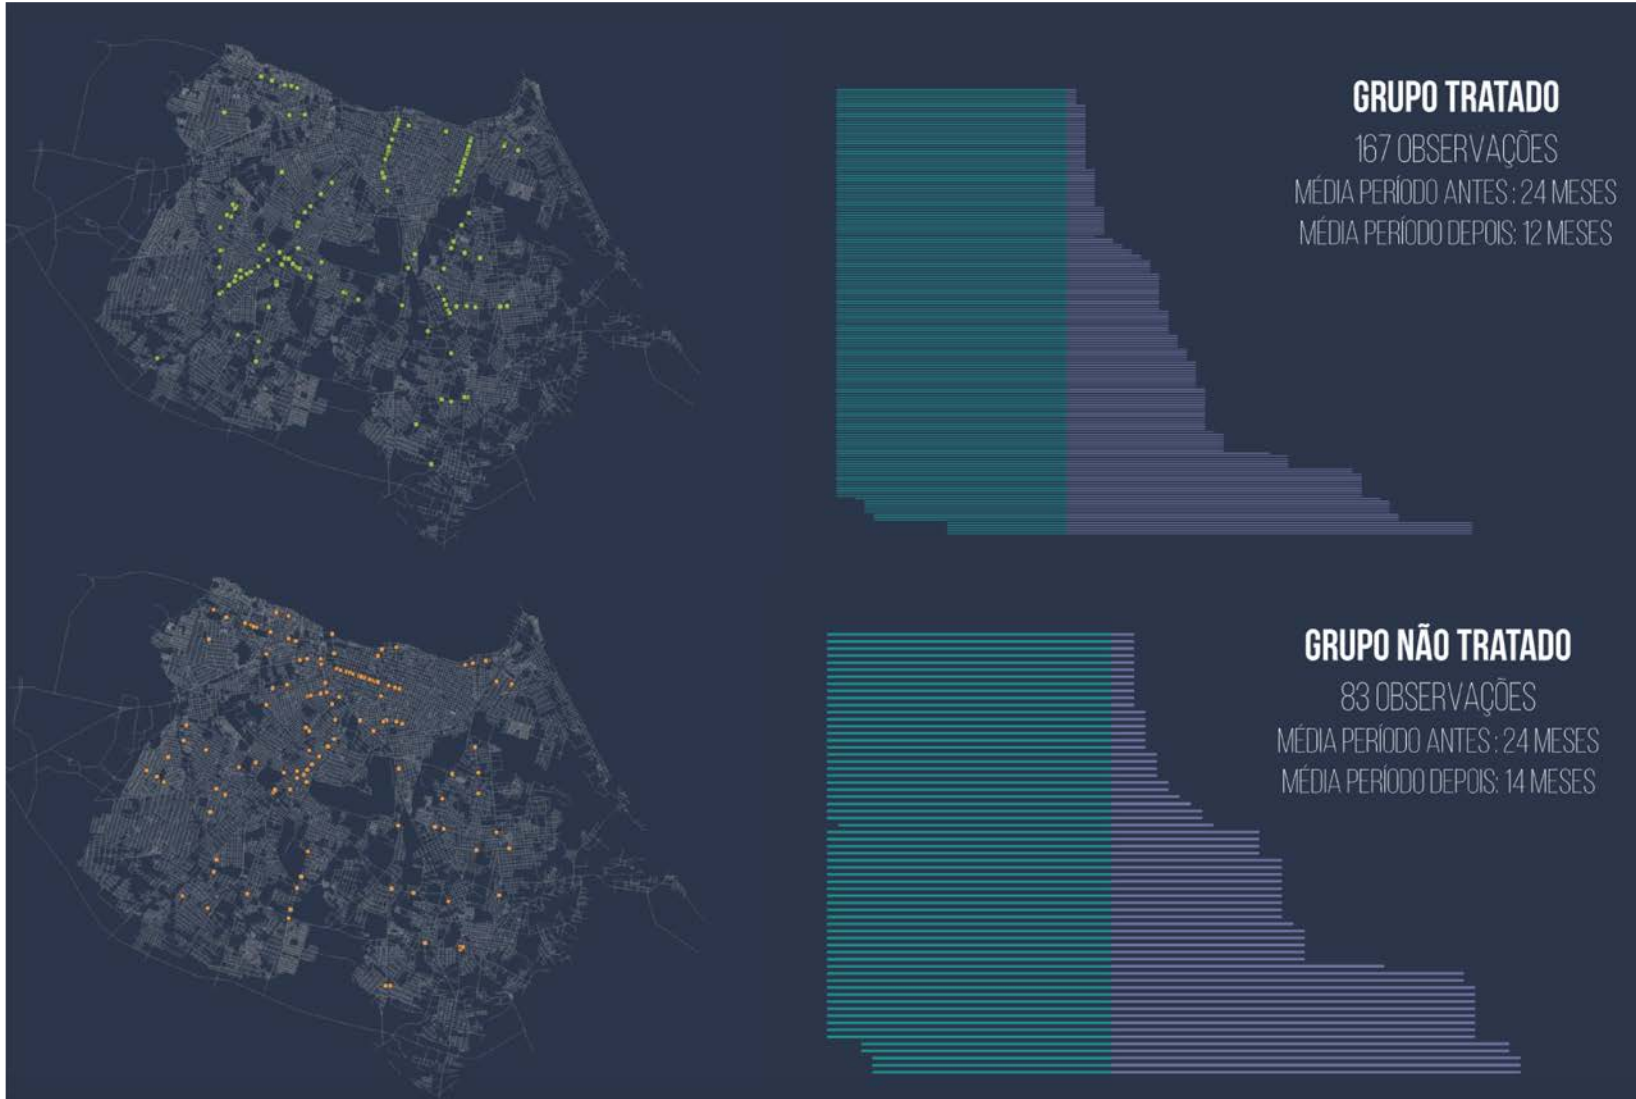 GRUPO TRATADO
167 OBSERVAÇÕES
MÉDIA PERÍODO ANTES : 24 MESES
MÉDIA PERÍODO DEPOIS: 12 MESES
GRUPO NÃO TRATADO
83 OBSERVAÇÕES
MÉDIA PERÍODO ANTES : 24 MESES
MÉDIA PERÍODO DEPOIS: 14 MESES